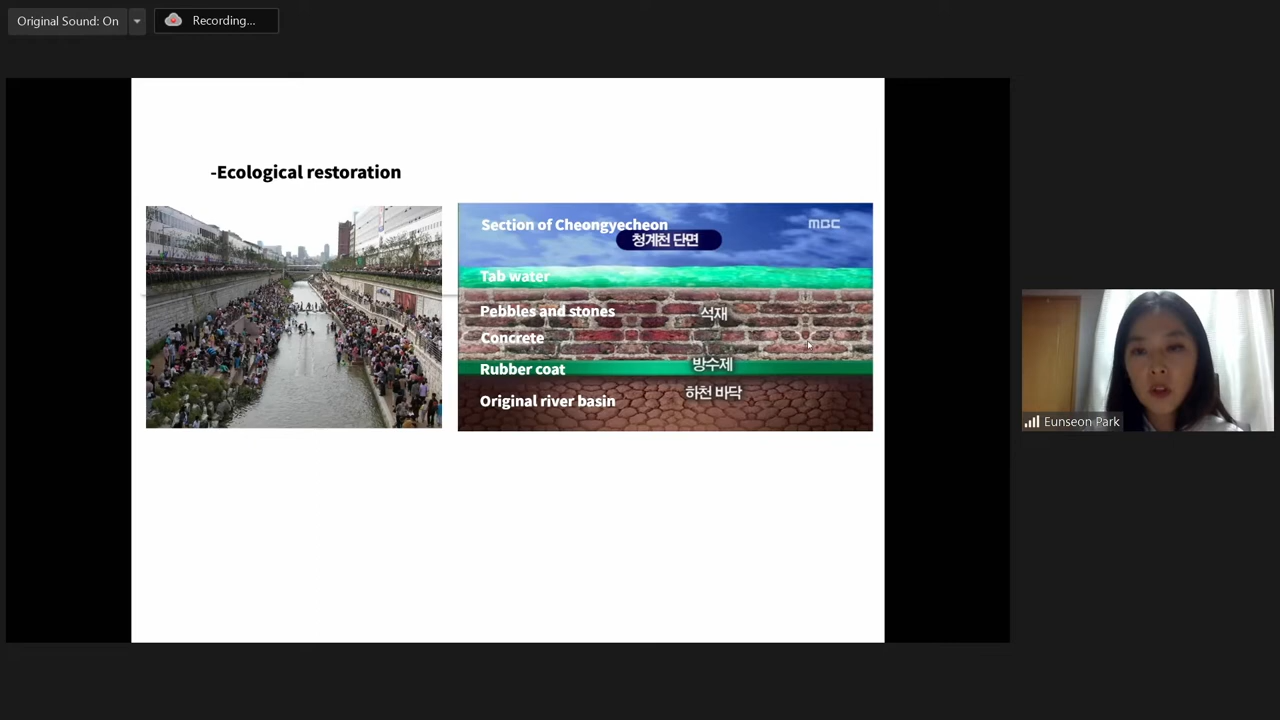 Original Sound: On
Recording...
-Ecological restoration
Section of Cheongyecheon
MBC
청계천 단면
Tab water
Pebbles and stones
석재
Concrete
Rubber coat
방수제
Original river basin
하천 바닥
Eunseon Park